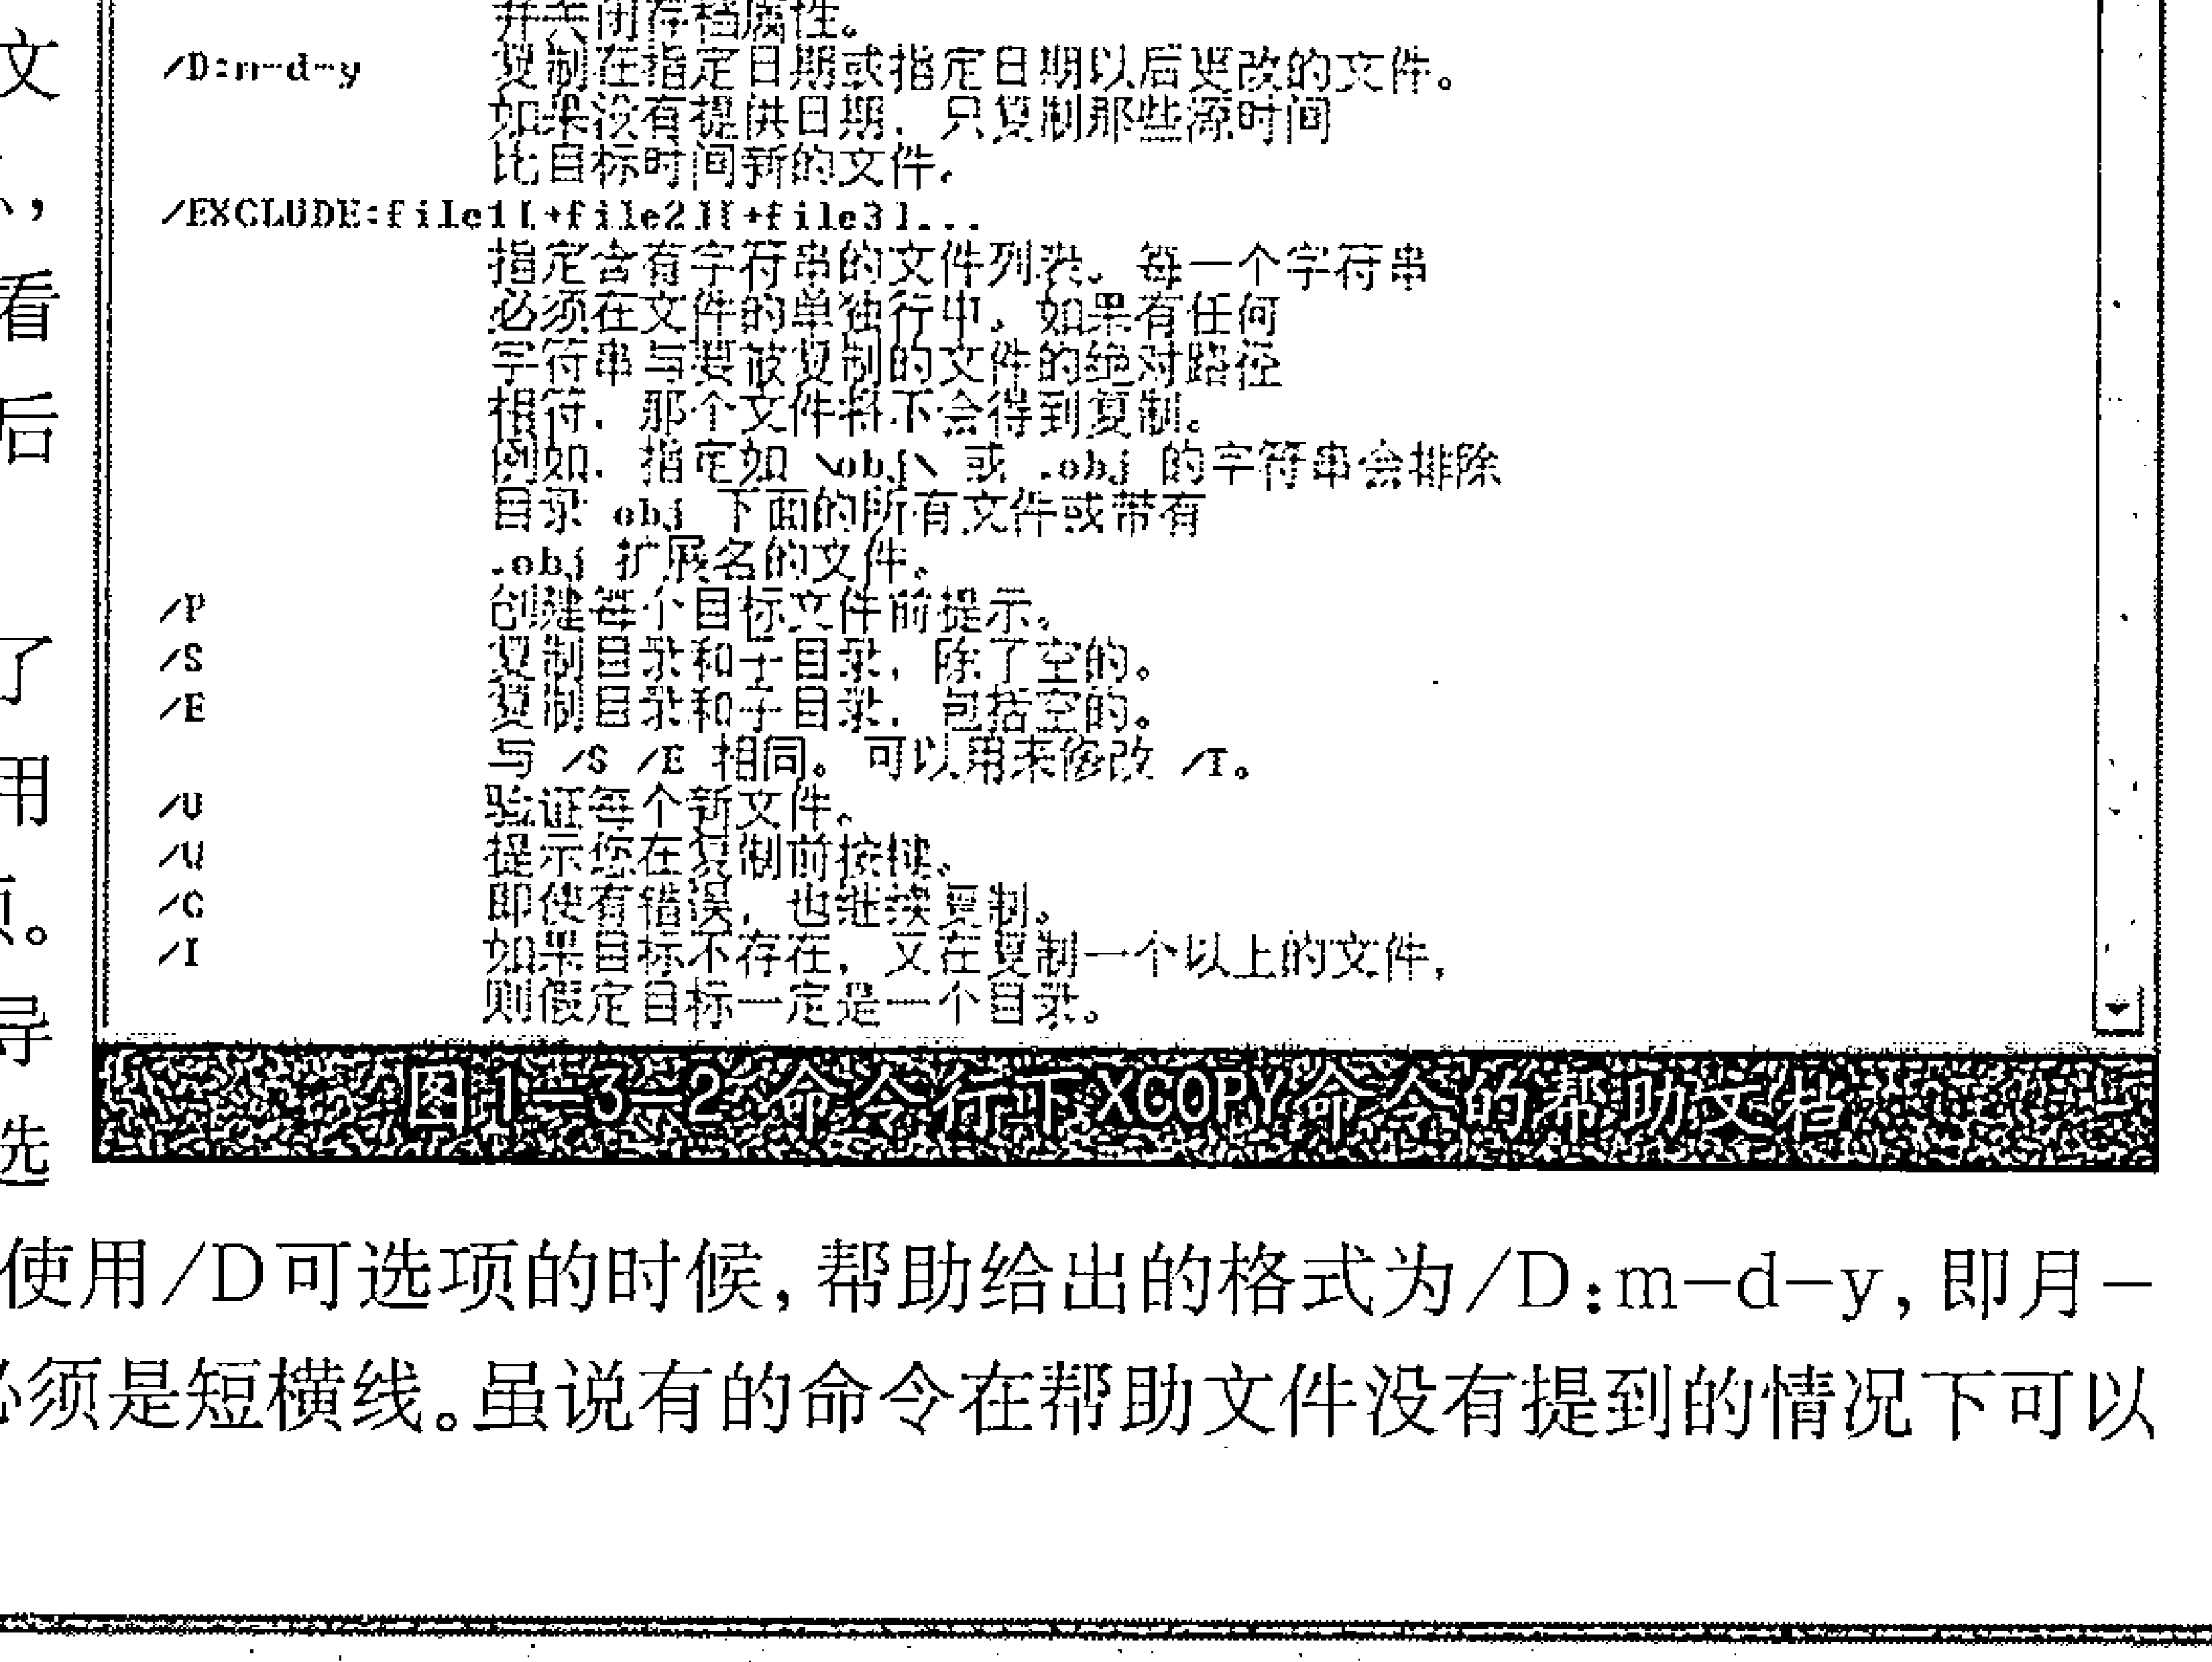 并关闭存档属性。
/D:m-d-y 复制在指定日期或指定日期以后更改的文件。
如果没有提供日期，只复制那些源时间
比目标时间新的文件。
/EXCLUDE:file1[+file2][+file3]...
指定含有字符串的文件列表。每一个字符串
必须在文件的单独行中。如果有任何
字符串与要被复制的文件的绝对路径
相符，那个文件将不会得到复制。
例如，指定如 \obj\ 或 .obj 的字符串会排除
目录 obj 下面的所有文件或带有
.obj 扩展名的文件。
/P 创建每个目标文件前提示。
/S 复制目录和子目录，除了空的。
/E 复制目录和子目录，包括空的。
与 /S /E 相同。可以用来修改 /T。
/V 验证每个新文件。
/W 提示您在复制前按键。
/C 即使有错误，也继续复制。
/I 如果目标不存在，又在复制一个以上的文件，
则假定目标一定是一个目录。
图1-3-2 命令行下XCOPY命令的帮助文档
文
，
看
后
了
用
。
导
选
使用/D可选项的时候，帮助给出的格式为/D:m-d-y，即月-
必须是短横线。虽说有的命令在帮助文件没有提到的情况下可以